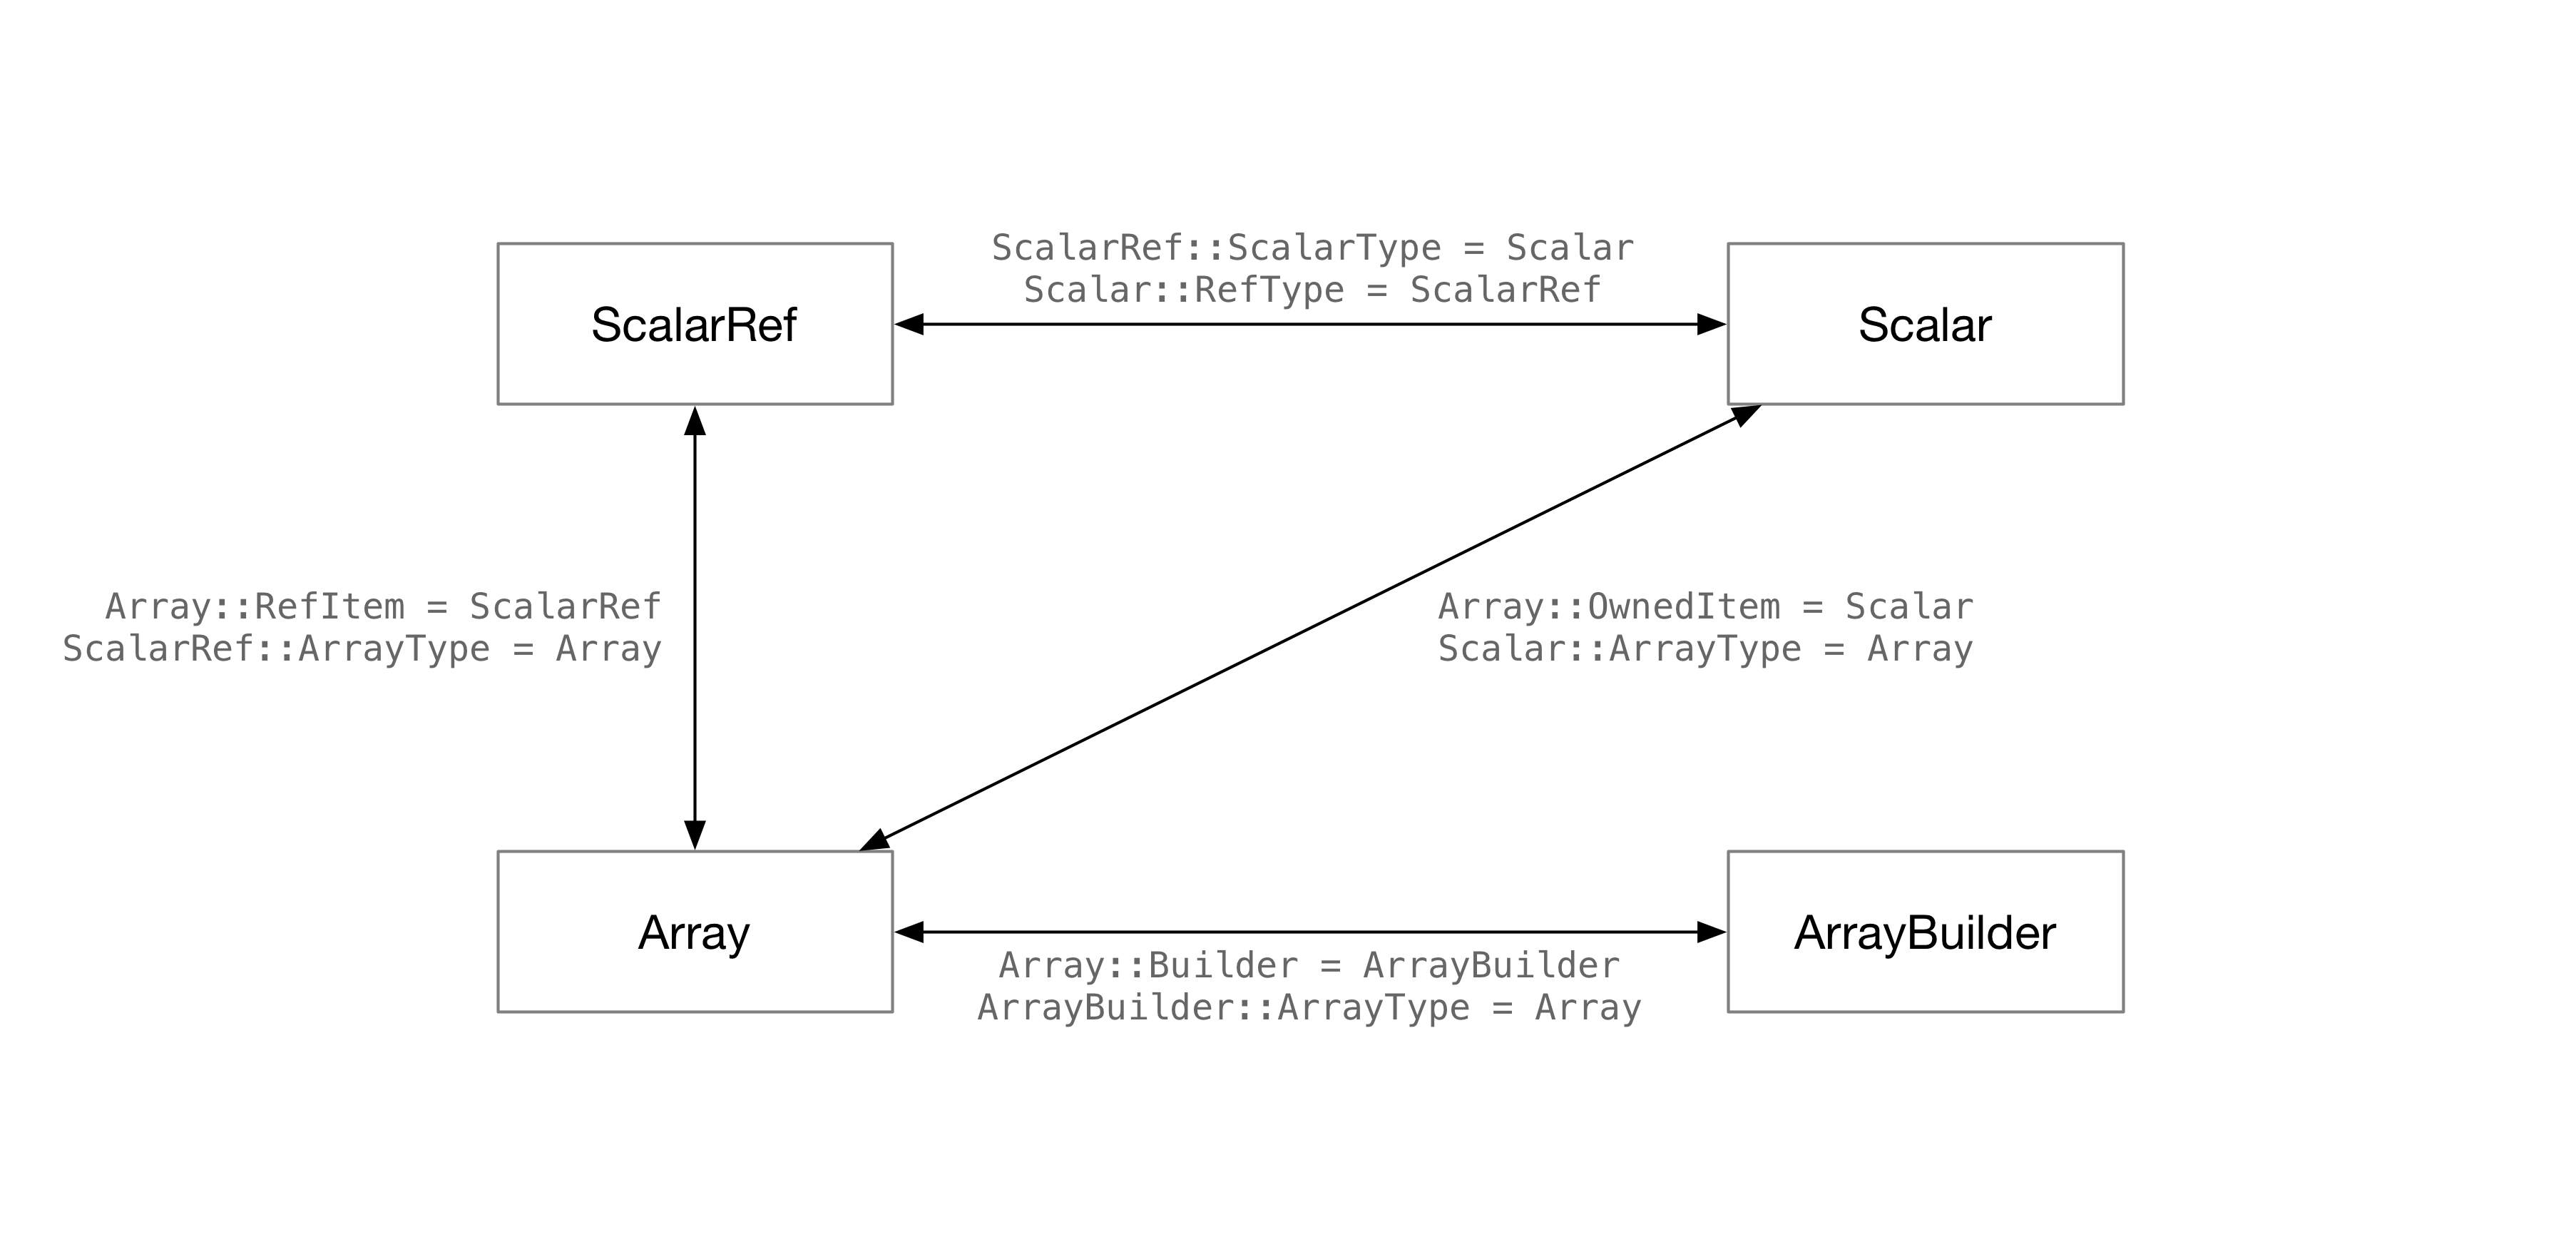 ScalarRef::ScalarType = Scalar
Scalar::RefType = ScalarRef
ScalarRef
Scalar
Array::RefItem = ScalarRef
ScalarRef::ArrayType = Array
Array::OwnedItem = Scalar
Scalar::ArrayType = Array
Array
ArrayBuilder
Array::Builder = ArrayBuilder
ArrayBuilder::ArrayType = Array